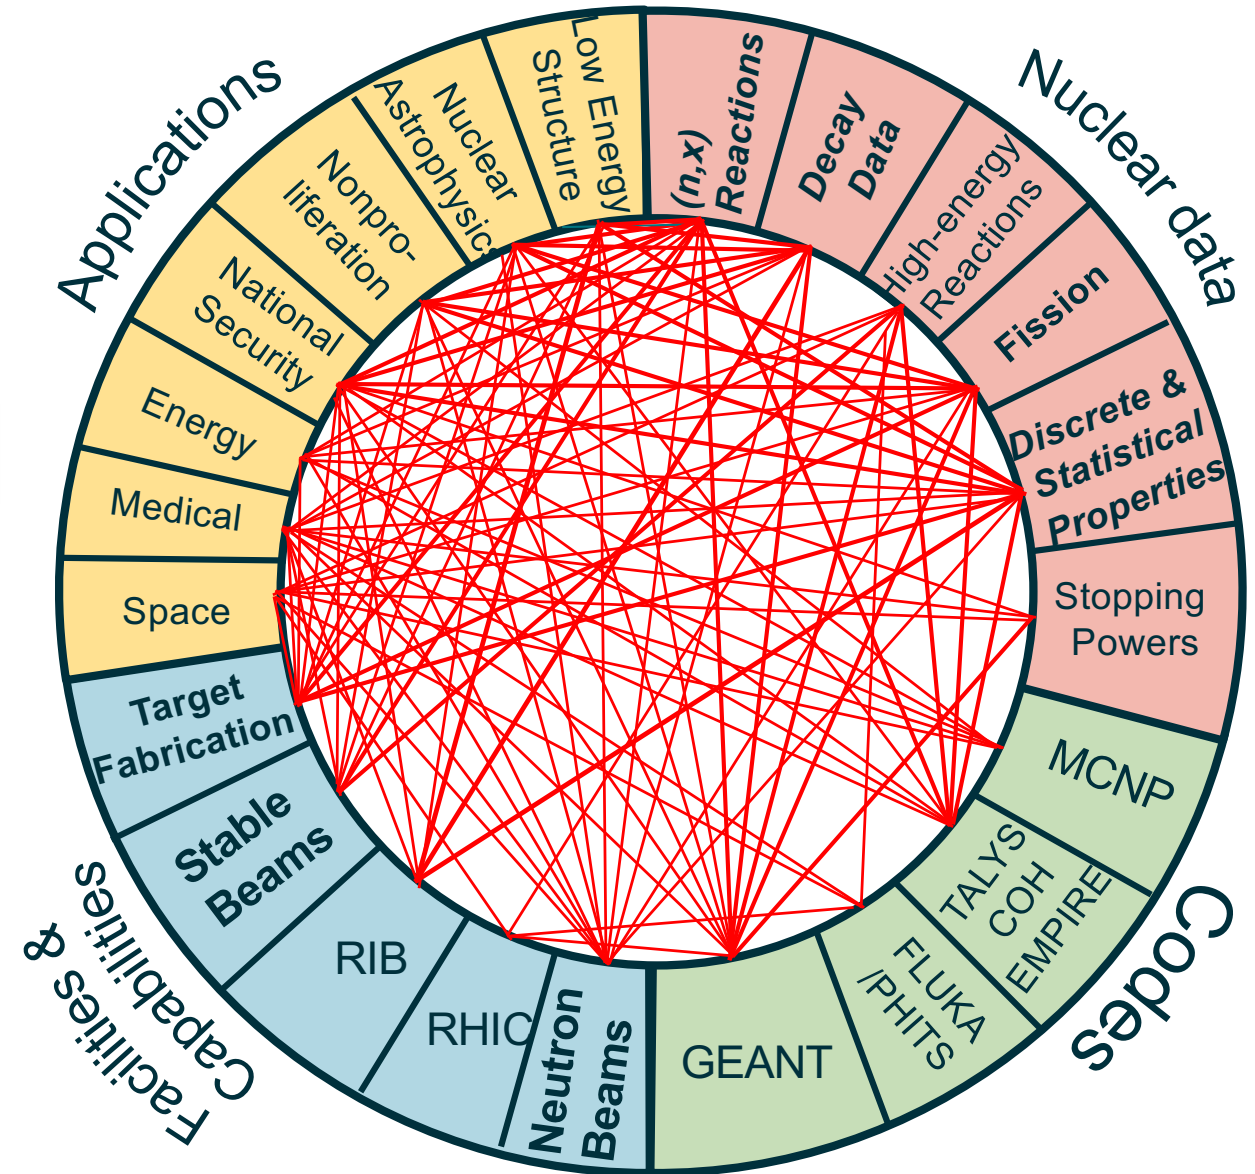 Applications
Low Energy
Structure
Nuclear
Astrophysics
Nonpro-
liferation
National
Security
Energy
Medical
Space
Nuclear data
(n,x)
Reactions
Decay
Data
High-energy
Reactions
Fission
Discrete &
Statistical
Properties
Stopping
Powers
Codes
MCNP
TALYS
COH
EMPIRE
FLUKA
/PHITS
GEANT
Facilities &
Capabilities
Target
Fabrication
Stable
Beams
RIB
RHIC
Neutron
Beams